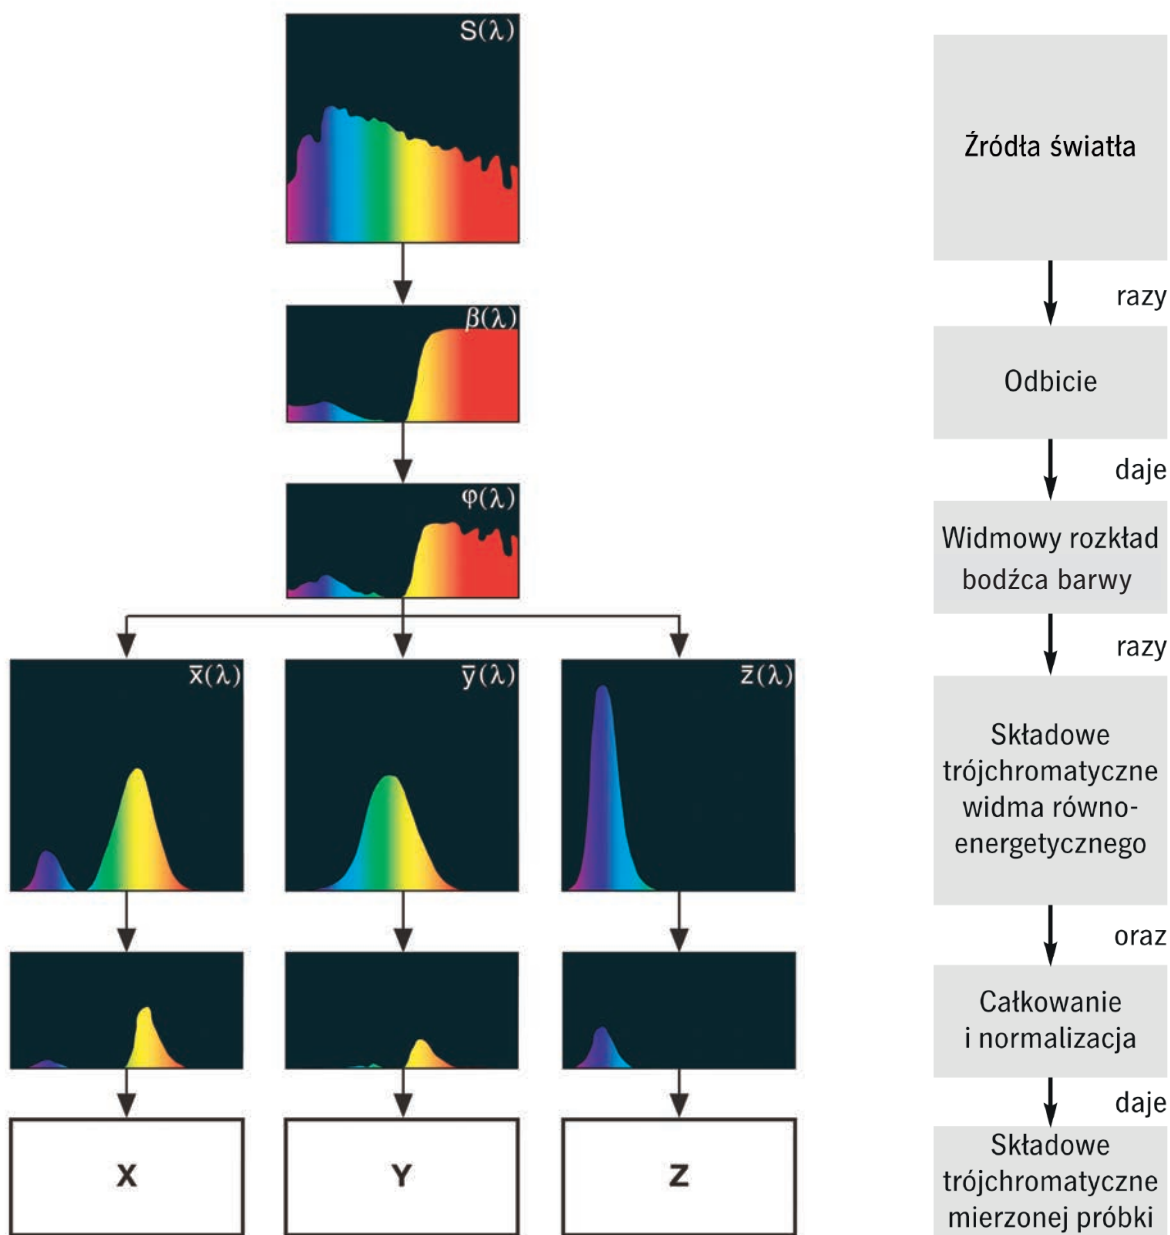 S(λ)
β(λ)
φ(λ)
x̅(λ)
y̅(λ)
z̅(λ)
X
Y
Z
Źródła światła
razy
Odbicie
daje
Widmowy rozkład
bodźca barwy
razy
Składowe
trójchromatyczne
widma równo-
energetycznego
oraz
Całkowanie
i normalizacja
daje
Składowe
trójchromatyczne
mierzonej próbki